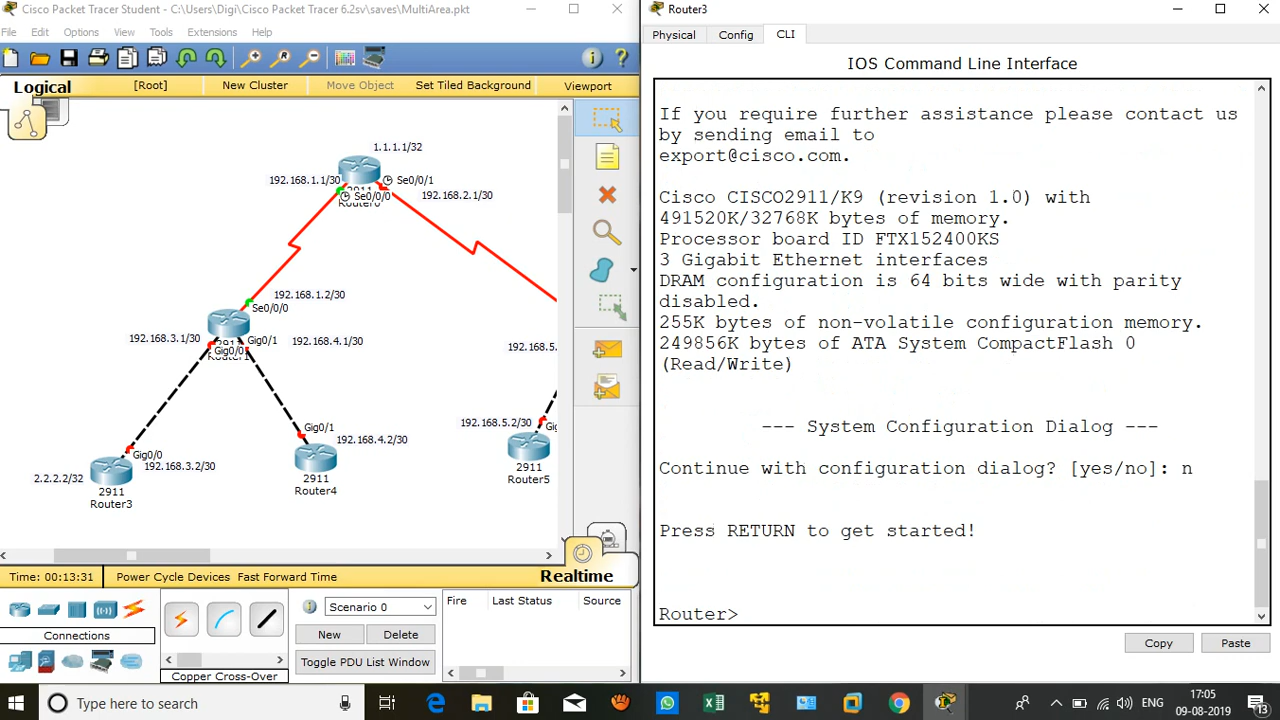 Cisco Packet Tracer Student - C:\Users\Digi\Cisco Packet Tracer 6.2sv\saves\MultiArea.pkt
File Edit Options View Tools Extensions Help
Logical [Root] New Cluster Move Object Set Tiled Background Viewport
1.1.1.1/32
192.168.1.1/30
Se0/0/1
192.168.2.1/30
2911
Se0/0/0
Router0
192.168.1.2/30
Se0/0/0
192.168.3.1/30
Gig0/1
192.168.4.1/30
Gig0/0
192.168.5.
Gig0/1
192.168.4.2/30
192.168.5.2/30
Gig
Gig0/0
192.168.3.2/30
2.2.2.2/32
2911
Router3
2911
Router4
2911
Router5
Time: 00:13:31 Power Cycle Devices Fast Forward Time
Realtime
Connections
Copper Cross-Over
Scenario 0
New Delete
Toggle PDU List Window
Fire Last Status Source
Router3
Physical Config CLI
IOS Command Line Interface
If you require further assistance please contact us
by sending email to
export@cisco.com.
Cisco CISCO2911/K9 (revision 1.0) with
491520K/32768K bytes of memory.
Processor board ID FTX152400KS
3 Gigabit Ethernet interfaces
DRAM configuration is 64 bits wide with parity
disabled.
255K bytes of non-volatile configuration memory.
249856K bytes of ATA System CompactFlash 0
(Read/Write)
--- System Configuration Dialog ---
Continue with configuration dialog? [yes/no]: n
Press RETURN to get started!
Router>
Copy Paste
Type here to search
ENG
17:05
09-08-2019
13